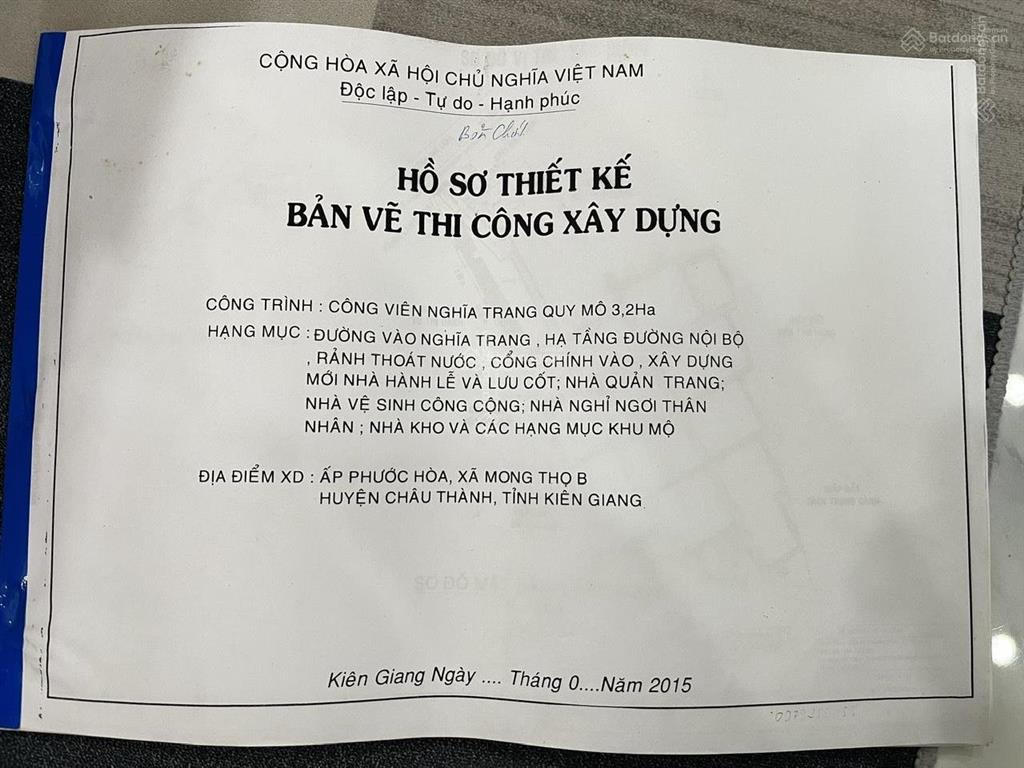 CỘNG HÒA XÃ HỘI CHỦ NGHĨA VIỆT NAM
Độc lập - Tự do - Hạnh phúc
HỒ SƠ THIẾT KẾ
BẢN VẼ THI CÔNG XÂY DỰNG
CÔNG TRÌNH : CÔNG VIÊN NGHĨA TRANG QUY MÔ 3,2Ha
HẠNG MỤC : ĐƯỜNG VÀO NGHĨA TRANG , HẠ TẦNG ĐƯỜNG NỘI BỘ
, RẢNH THOÁT NƯỚC , CỔNG CHÍNH VÀO , XÂY DỰNG
MỚI NHÀ HÀNH LỄ VÀ LƯU CỐT; NHÀ QUẢN TRANG;
NHÀ VỆ SINH CÔNG CỘNG; NHÀ NGHỈ NGƠI THÂN
NHÂN ; NHÀ KHO VÀ CÁC HẠNG MỤC KHU MỘ
ĐỊA ĐIỂM XD : ẤP PHƯỚC HÒA, XÃ MONG THỌ B
HUYỆN CHÂU THÀNH, TỈNH KIÊN GIANG
Kiên Giang Ngày .... Tháng 0....Năm 2015
Batdongsan